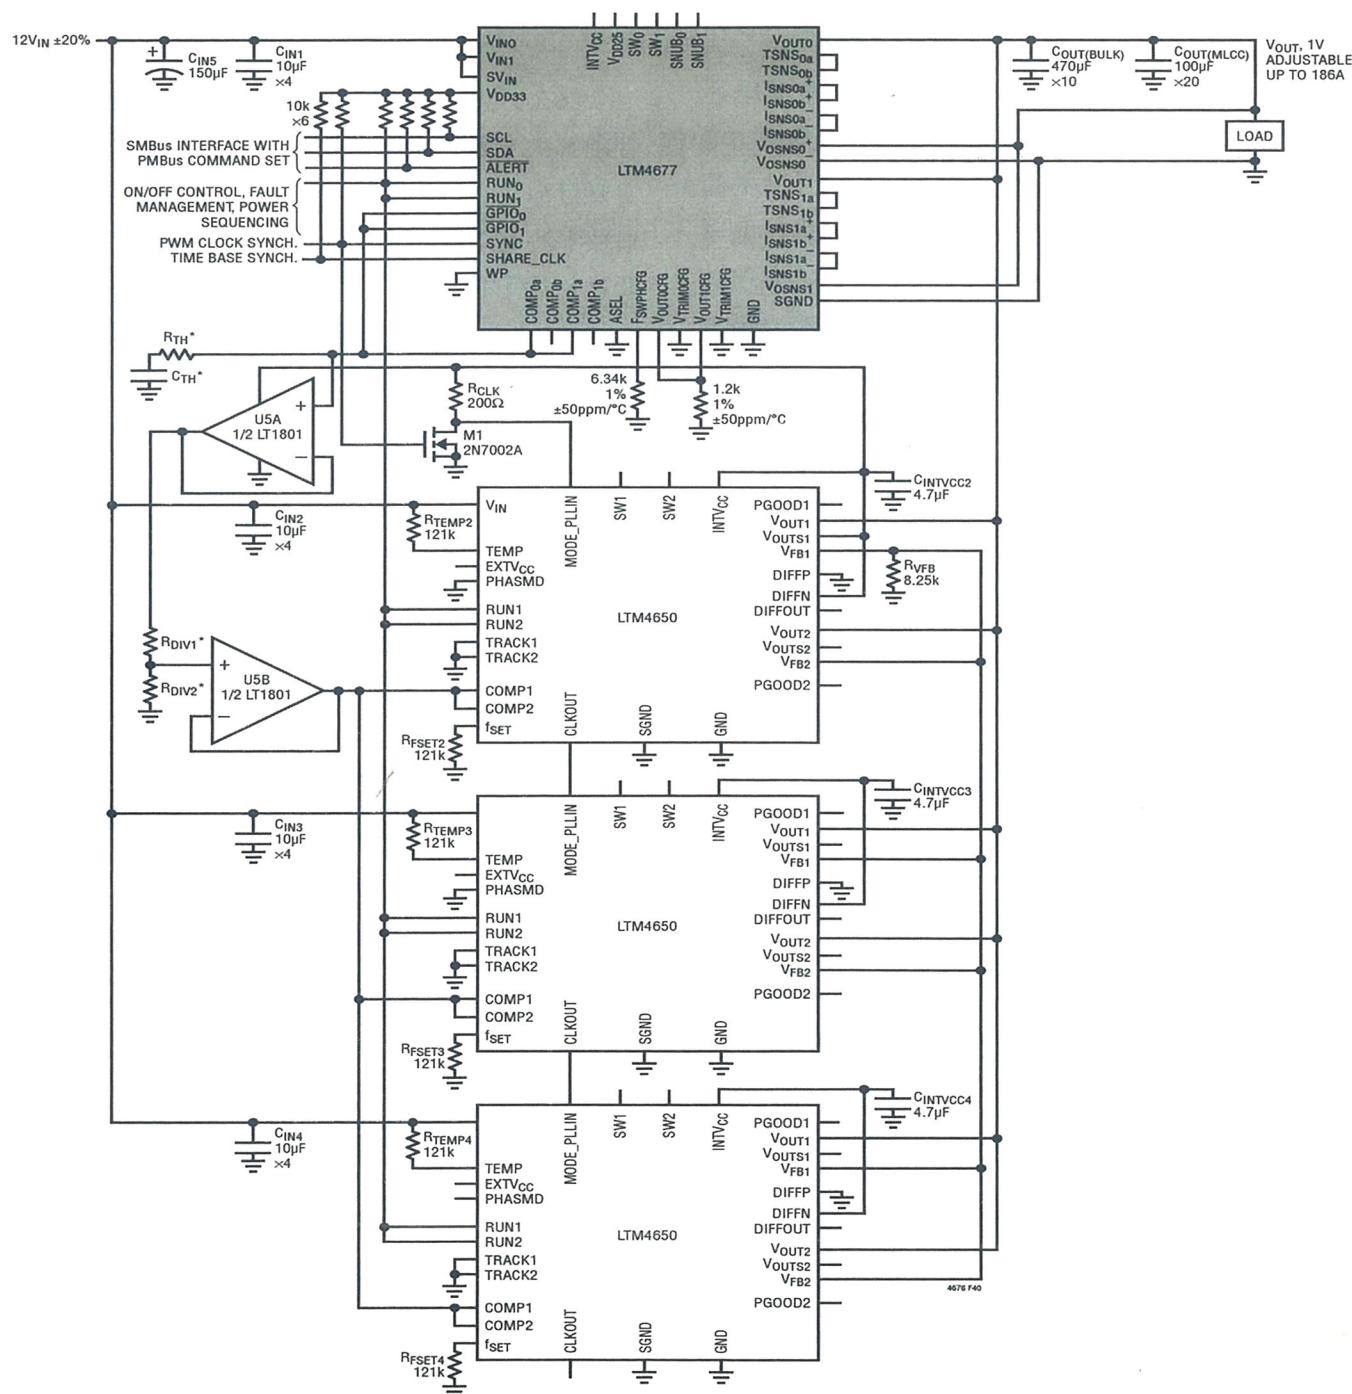 12VIN ±20%
CIN5
150µF
CIN1
10µF
×4
INTVCC
VDD25
SW0
SW1
SNUB0
SNUB1
VIN0
VIN1
SVIN
VDD33
SCL
SDA
ALERT
RUN0
RUN1
GPIO0
GPIO1
SYNC
SHARE_CLK
WP
LTM4677
VOUT0
TSNS0a
TSNS0b
ISNS0a+
ISNS0b+
ISNS0a–
ISNS0b–
VOSNS0+
VOSNS0–
VOUT1
TSNS1a
TSNS1b
ISNS1a+
ISNS1b+
ISNS1a–
ISNS1b–
VOSNS1
SGND
COMP0a
COMP0b
COMP1a
COMP1b
ASEL
FSWPHCFG
VOUT0CFG
VTRIM0CFG
VOUT1CFG
VTRIM1CFG
GND
COUT(BULK)
470µF
×10
COUT(MLCC)
100µF
×20
VOUT, 1V
ADJUSTABLE
UP TO 186A
LOAD
10k
×6
SMBus INTERFACE WITH
PMBus COMMAND SET
ON/OFF CONTROL, FAULT
MANAGEMENT, POWER
SEQUENCING
PWM CLOCK SYNCH.
TIME BASE SYNCH.
RTH*
CTH*
U5A
1/2 LT1801
RCLK
200Ω
M1
2N7002A
6.34k
1%
±50ppm/°C
1.2k
1%
±50ppm/°C
CIN2
10µF
×4
RTEMP2
121k
VIN
TEMP
EXTVCC
PHASMD
RUN1
RUN2
TRACK1
TRACK2
COMP1
COMP2
fSET
MODE_PLLIN
SW1
SW2
INTVCC
LTM4650
CLKOUT
SGND
GND
PGOOD1
VOUT1
VOUTS1
VFB1
DIFFP
DIFFN
DIFFOUT
VOUT2
VOUTS2
VFB2
PGOOD2
CINTVCC2
4.7µF
RVFB
8.25k
RDIV1*
RDIV2*
U5B
1/2 LT1801
RFSET2
121k
CIN3
10µF
×4
RTEMP3
121k
TEMP
EXTVCC
PHASMD
RUN1
RUN2
TRACK1
TRACK2
COMP1
COMP2
fSET
MODE_PLLIN
SW1
SW2
INTVCC
LTM4650
CLKOUT
SGND
GND
PGOOD1
VOUT1
VOUTS1
VFB1
DIFFP
DIFFN
DIFFOUT
VOUT2
VOUTS2
VFB2
PGOOD2
CINTVCC3
4.7µF
RFSET3
121k
CIN4
10µF
×4
RTEMP4
121k
TEMP
EXTVCC
PHASMD
RUN1
RUN2
TRACK1
TRACK2
COMP1
COMP2
fSET
MODE_PLLIN
SW1
SW2
INTVCC
LTM4650
CLKOUT
SGND
GND
PGOOD1
VOUT1
VOUTS1
VFB1
DIFFP
DIFFN
DIFFOUT
VOUT2
VOUTS2
VFB2
PGOOD2
CINTVCC4
4.7µF
RFSET4
121k
4676 F40